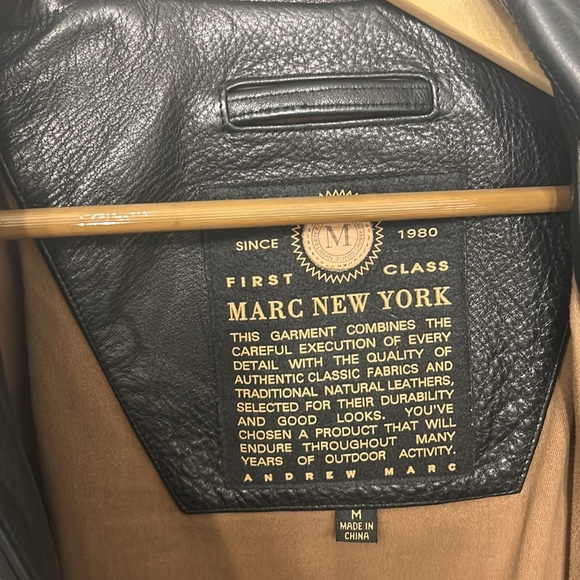 M
SINCE 1980
FIRST CLASS
MARC NEW YORK
THIS GARMENT COMBINES THE
CAREFUL EXECUTION OF EVERY
DETAIL WITH THE QUALITY OF
AUTHENTIC CLASSIC FABRICS AND
TRADITIONAL NATURAL LEATHERS,
SELECTED FOR THEIR DURABILITY
AND GOOD LOOKS. YOU'VE
CHOSEN A PRODUCT THAT WILL
ENDURE THROUGHOUT MANY
YEARS OF OUTDOOR ACTIVITY.
ANDREW MARC
M
MADE IN
CHINA